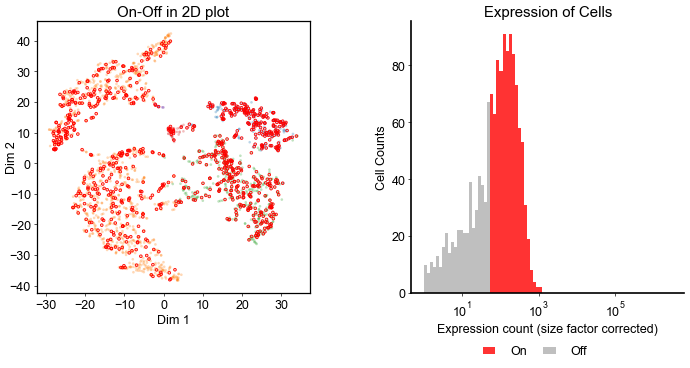 On-Off in 2D plot
Dim 2
40
30
20
10
0
−10
−20
−30
−40
−30 −20 −10 0 10 20 30
Dim 1
Expression of Cells
Cell Counts
80
60
40
20
0
10¹ 10³ 10⁵
Expression count (size factor corrected)
On Off